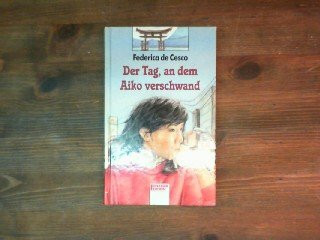 Federica de Cesco
Der Tag, an dem
Aiko verschwand